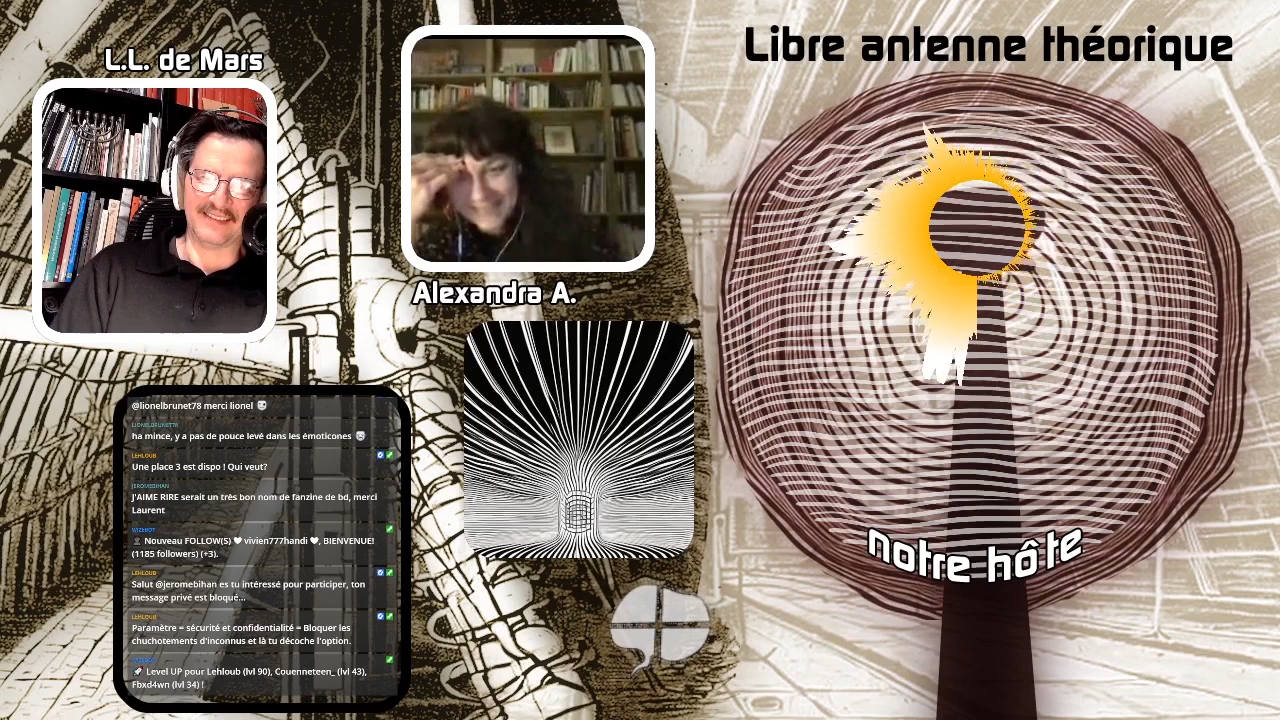 Libre antenne théorique
L.L. de Mars
Alexandra A.
@lionelbrunet78 merci lionel
LIONELBRUNET78
ha mince, y a pas de pouce levé dans les émoticones
LEHLOUB
Une place 3 est dispo ! Qui veut?
JEROMEBIHAN
J'AIME RIRE serait un très bon nom de fanzine de bd, merci
Laurent
WIZEBOT
Nouveau FOLLOW(S) ♥ vivien777handi ♥, BIENVENUE!
(1185 followers) (+3).
LEHLOUB
Salut @jeromebihan es tu intéressé pour participer, ton
message privé est bloqué...
LEHLOUB
Paramètre = sécurité et confidentialité = Bloquer les
chuchotements d'inconnus et là tu décoche l'option.
WIZEBOT
Level UP pour Lehloub (lvl 90), Couenneteen_ (lvl 43),
Fbxd4wn (lvl 34) !
notre hôte